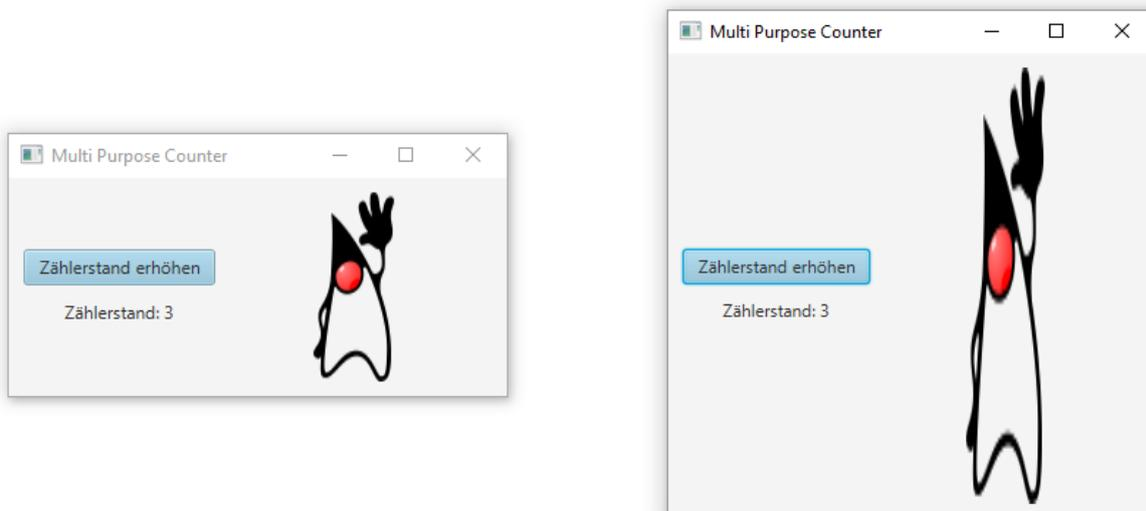 Multi Purpose Counter
Zählerstand erhöhen
Zählerstand: 3
Multi Purpose Counter
Zählerstand erhöhen
Zählerstand: 3